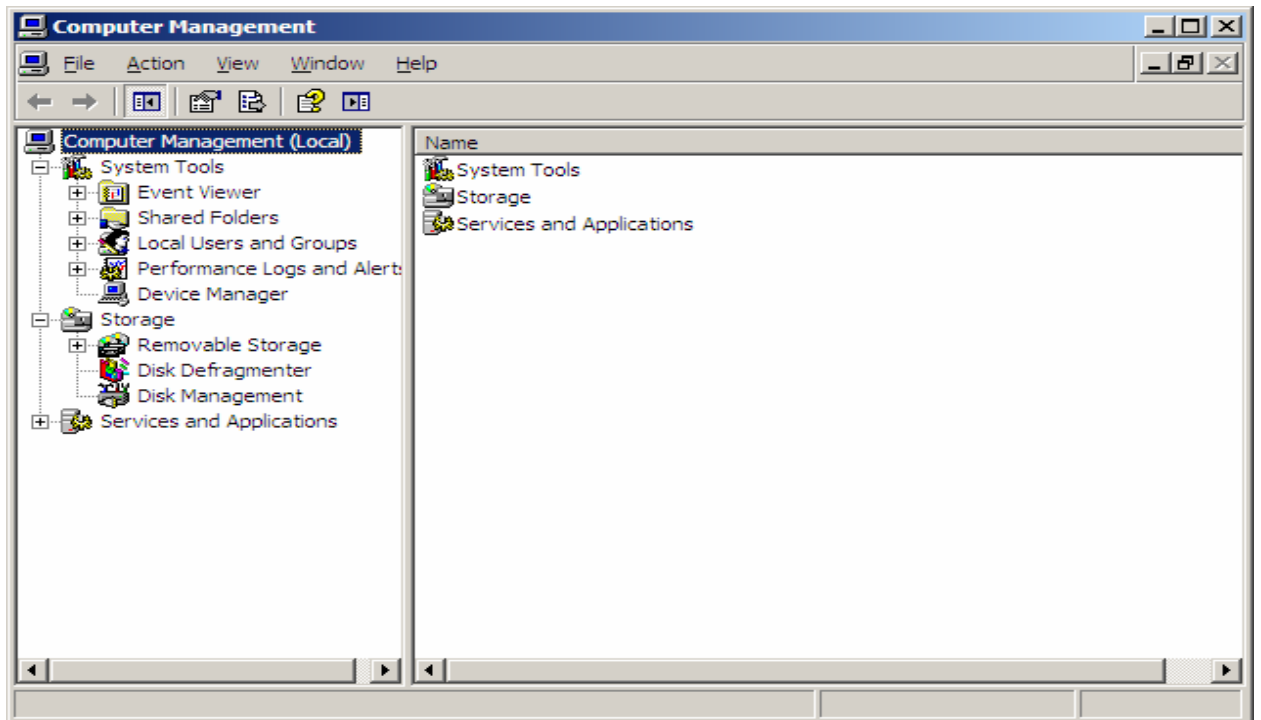 Computer Management
File Action View Window Help
Computer Management (Local)
System Tools
Event Viewer
Shared Folders
Local Users and Groups
Performance Logs and Alerts
Device Manager
Storage
Removable Storage
Disk Defragmenter
Disk Management
Services and Applications
Name
System Tools
Storage
Services and Applications